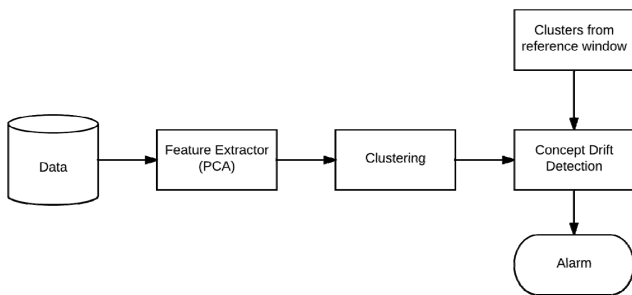 Clusters from
reference window
Data
Feature Extractor
(PCA)
Clustering
Concept Drift
Detection
Alarm